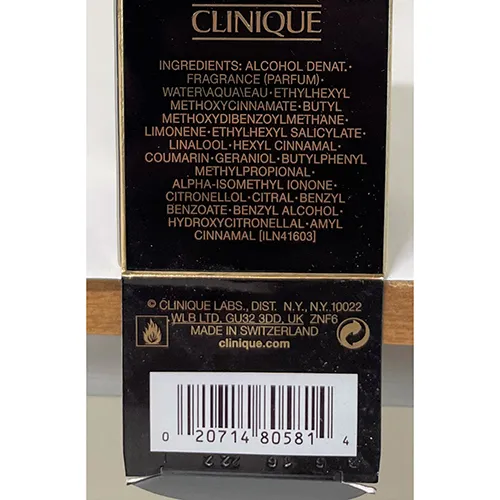 CLINIQUE
INGREDIENTS: ALCOHOL DENAT.•
FRAGRANCE (PARFUM)•
WATER\AQUA\EAU•ETHYLHEXYL
METHOXYCINNAMATE•BUTYL
METHOXYDIBENZOYLMETHANE•
LIMONENE•ETHYLHEXYL SALICYLATE•
LINALOOL•HEXYL CINNAMAL•
COUMARIN•GERANIOL•BUTYLPHENYL
METHYLPROPIONAL•
ALPHA-ISOMETHYL IONONE•
CITRONELLOL•CITRAL•BENZYL
BENZOATE•BENZYL ALCOHOL•
HYDROXYCITRONELLAL•AMYL
CINNAMAL [ILN41603]
© CLINIQUE LABS., DIST. N.Y., N.Y. 10022
WLB LTD, GU32 3DD, UK ZNF6
MADE IN SWITZERLAND
clinique.com
0 20714 80581 4